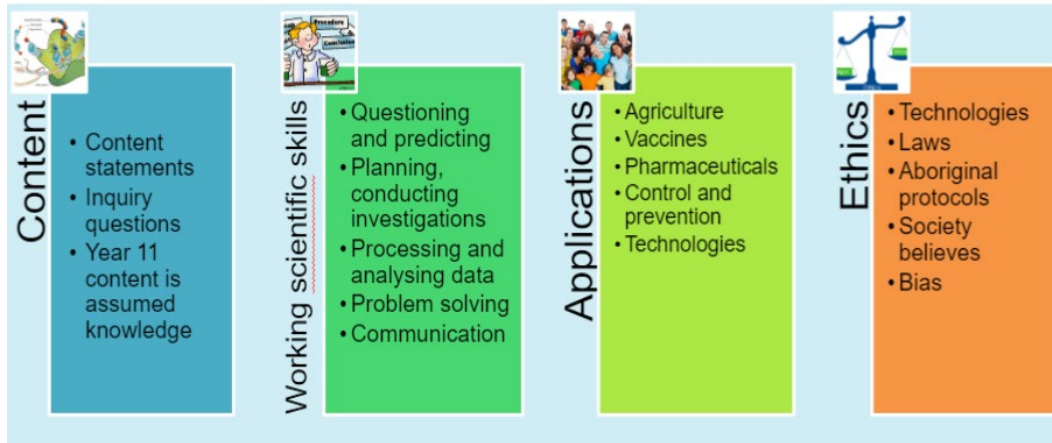 Content
• Content
statements
• Inquiry
questions
• Year 11
content is
assumed
knowledge
Working scientific skills
Procedure
Conclusion
• Questioning
and predicting
• Planning,
conducting
investigations
• Processing and
analysing data
• Problem solving
• Communication
Applications
• Agriculture
• Vaccines
• Pharmaceuticals
• Control and
prevention
• Technologies
Ethics
• Technologies
• Laws
• Aboriginal
protocols
• Society
believes
• Bias